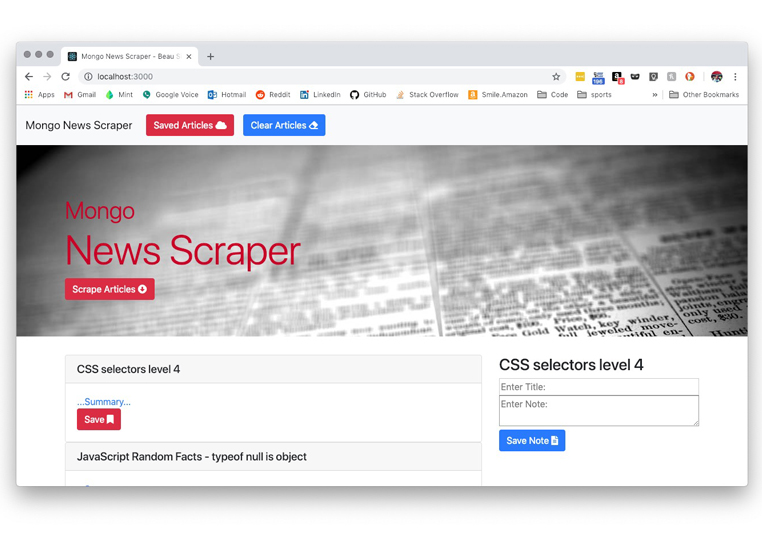 Mongo News Scraper - Beau S
localhost:3000
Apps Gmail Mint Google Voice Hotmail Reddit LinkedIn GitHub Stack Overflow Smile.Amazon Code sports » Other Bookmarks
Mongo News Scraper Saved Articles Clear Articles
Mongo
News Scraper
Scrape Articles
CSS selectors level 4
...Summary...
Save
JavaScript Random Facts - typeof null is object
CSS selectors level 4
Enter Title:
Enter Note:
Save Note